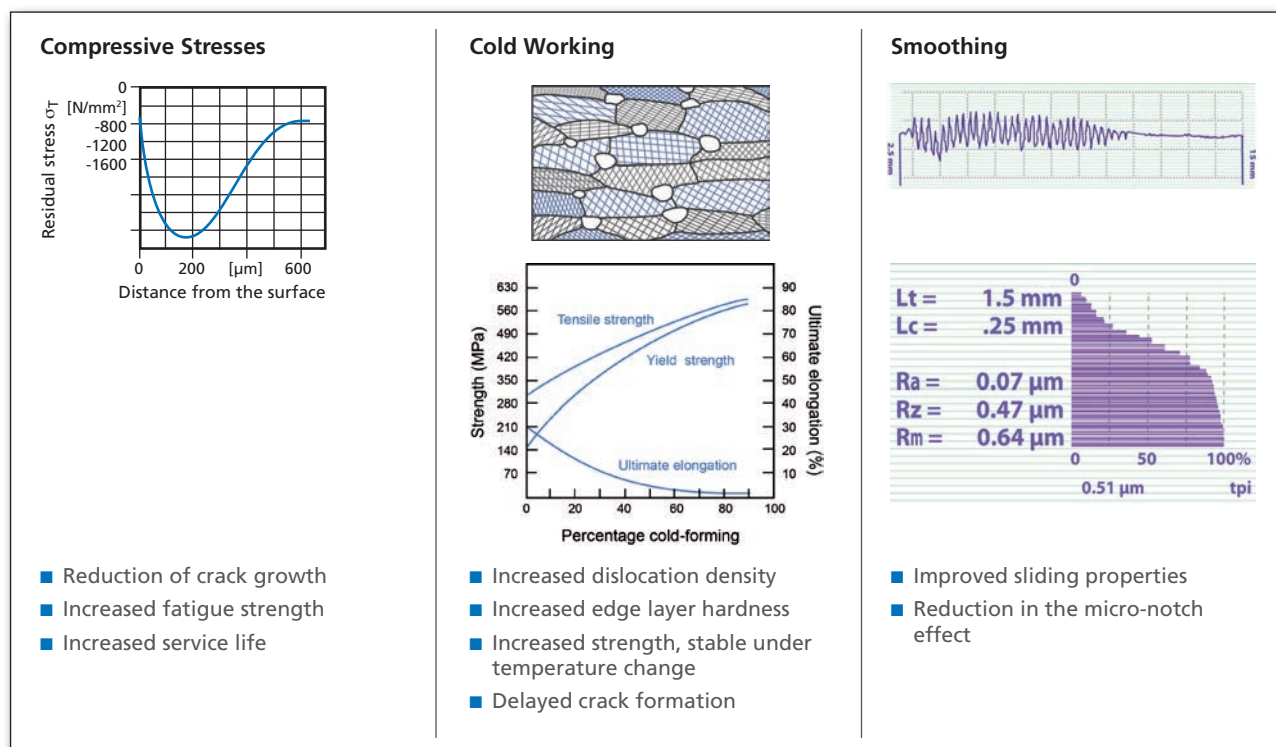 Compressive Stresses
Residual stress σT
[N/mm²]
0
-800
-1200
-1600
0
200
[µm]
600
Distance from the surface
Reduction of crack growth
Increased fatigue strength
Increased service life
Cold Working
Strength (MPa)
630
560
490
420
350
280
210
140
70
Tensile strength
Yield strength
Ultimate elongation
90
80
70
60
50
40
30
20
10
Ultimate elongation (%)
0
20
40
60
80
100
Percentage cold-forming
Increased dislocation density
Increased edge layer hardness
Increased strength, stable under
temperature change
Delayed crack formation
Smoothing
2.5 mm
15 mm
0
Lt = 1.5 mm
Lc = .25 mm
Ra = 0.07 µm
Rz = 0.47 µm
Rm = 0.64 µm
0
50
100%
0.51 µm
tpi
Improved sliding properties
Reduction in the micro-notch
effect